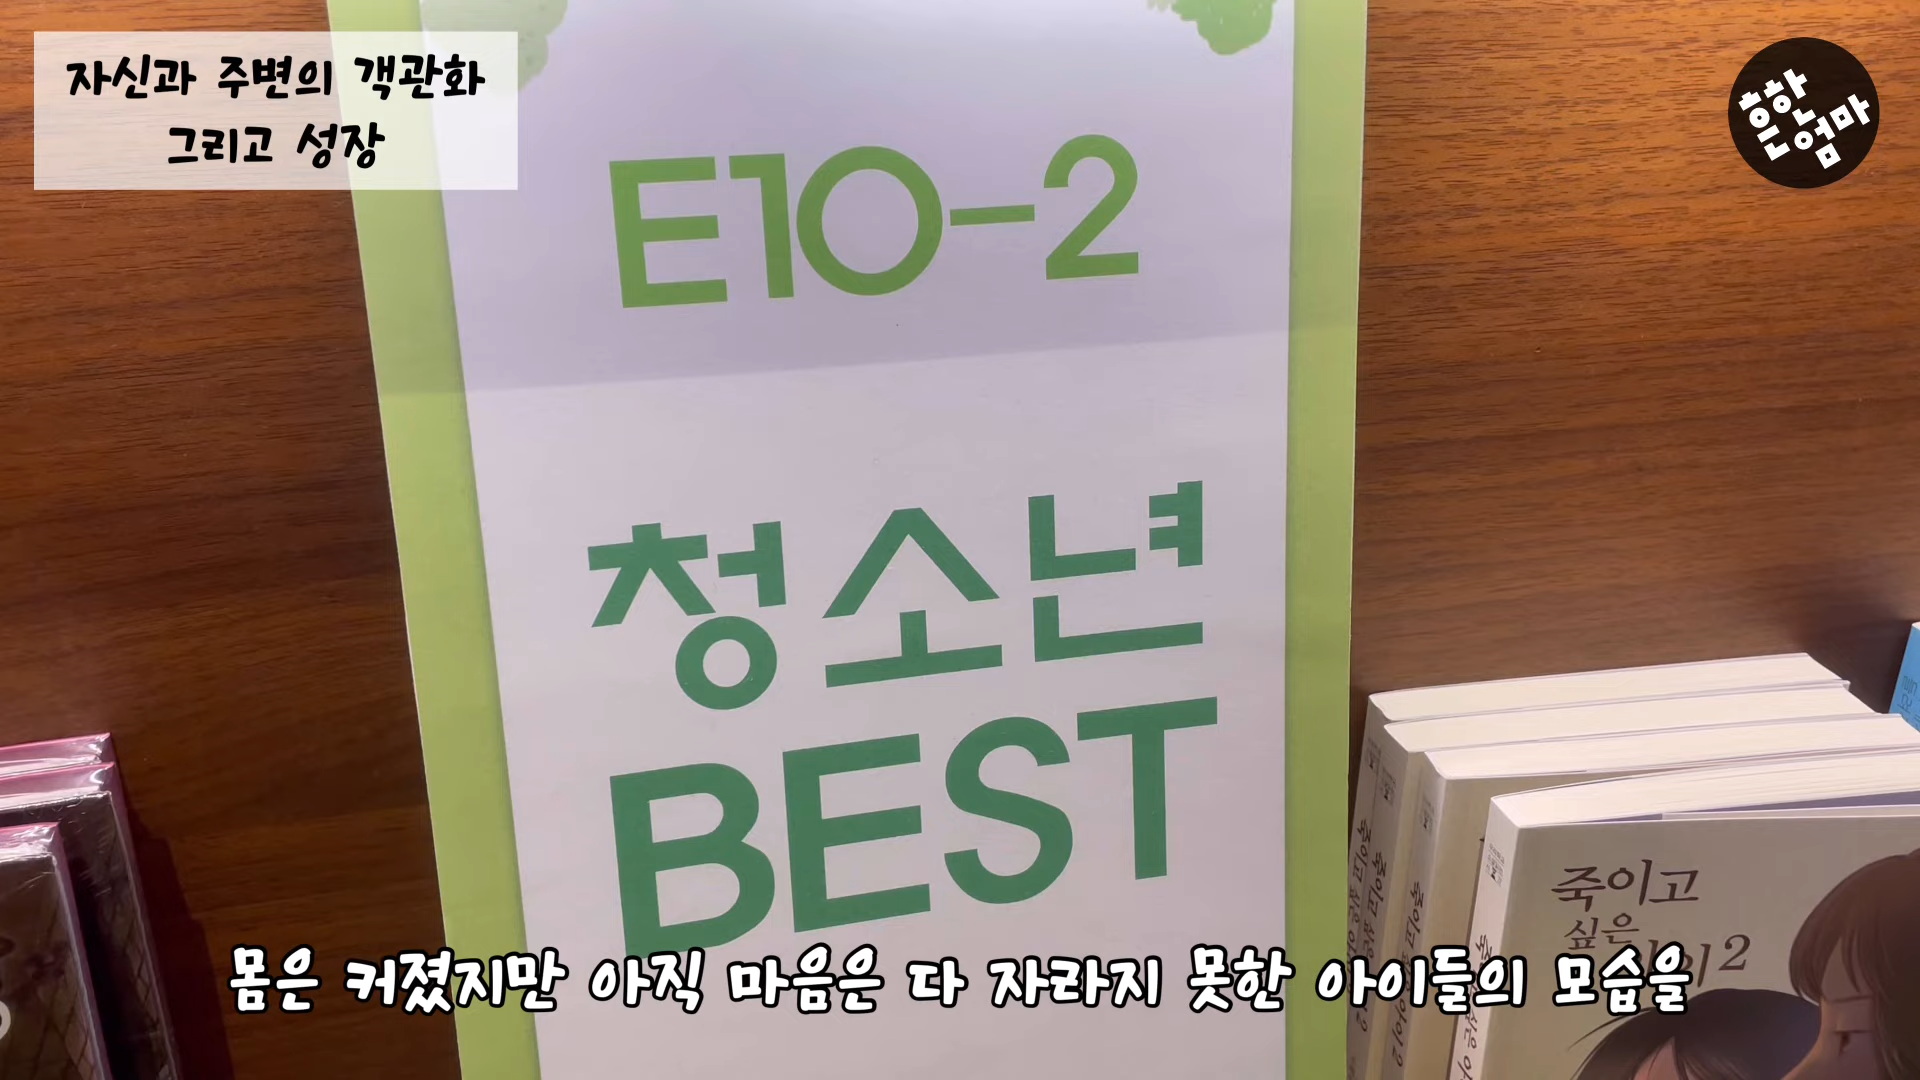 자신과 주변의 객관화
그리고 성장
흔한
엄마
E10-2
청소년
BEST
죽이고
싶은
아이 2
몸은 커졌지만 아직 마음은 다 자라지 못한 아이들의 모습을